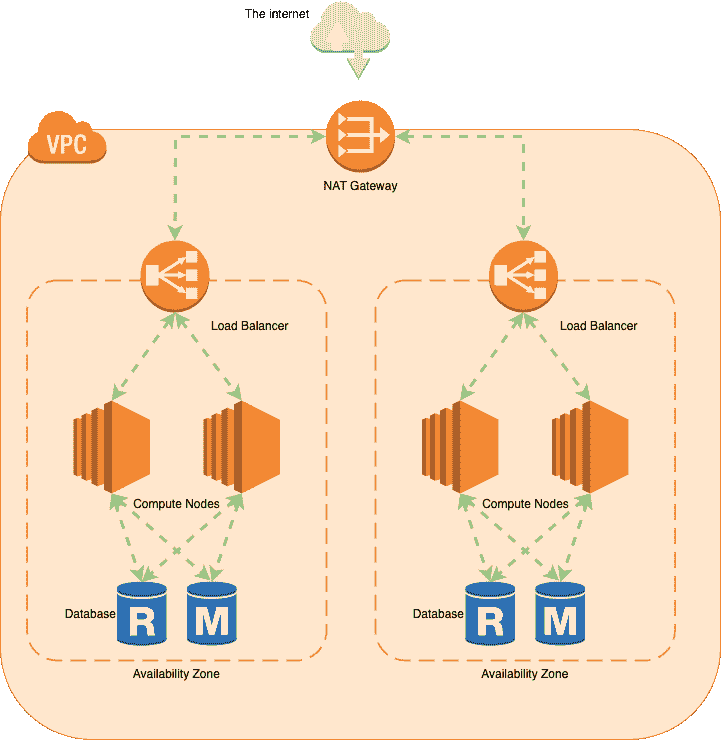 The internet
VPC
NAT Gateway
Load Balancer
Load Balancer
Compute Nodes
Compute Nodes
Database
R
M
Database
R
M
Availability Zone
Availability Zone